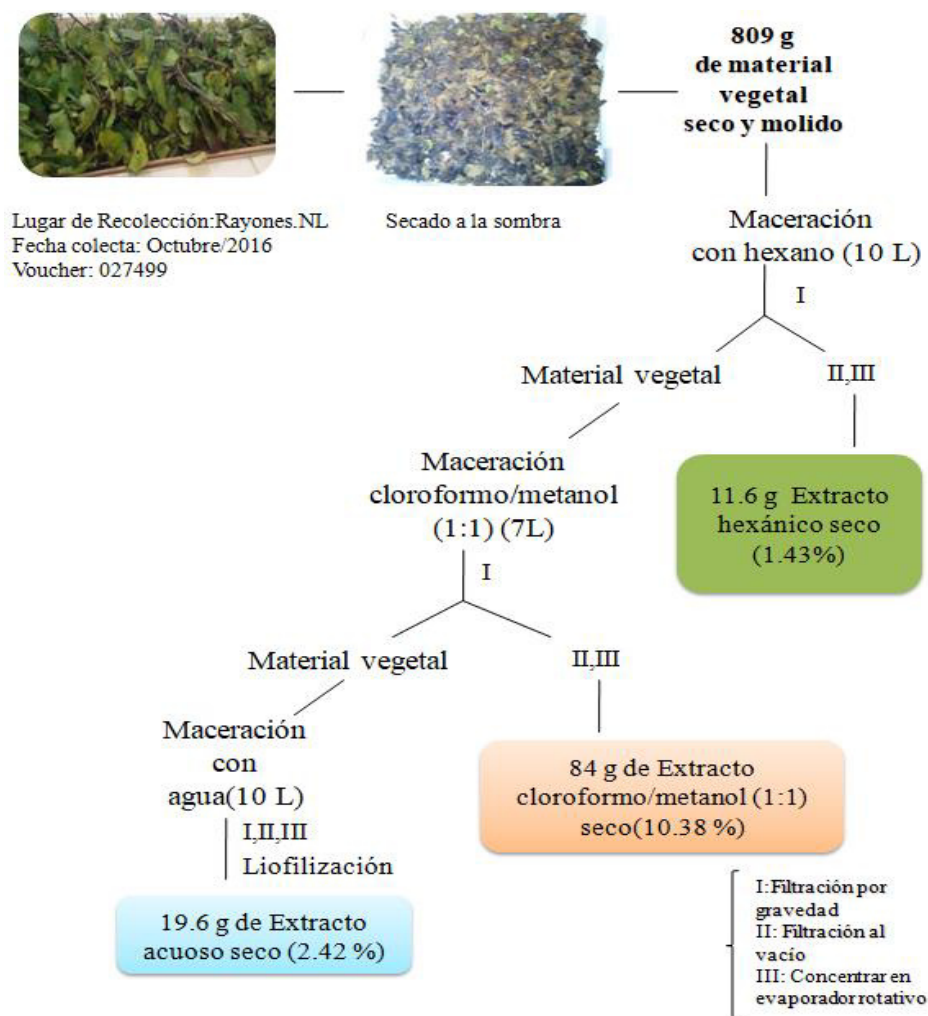 809 g
de material
vegetal
seco y molido
Lugar de Recolección:Rayones.NL
Fecha colecta: Octubre/2016
Voucher: 027499
Secado a la sombra
Maceración
con hexano (10 L)
I
Material vegetal
II,III
Maceración
cloroformo/metanol
(1:1) (7L)
11.6 g Extracto
hexánico seco
(1.43%)
I
Material vegetal
II,III
Maceración
con
agua(10 L)
84 g de Extracto
cloroformo/metanol (1:1)
seco(10.38 %)
I,II,III
Liofilización
19.6 g de Extracto
acuoso seco (2.42 %)
I:Filtración por
gravedad
II: Filtración al
vacío
III: Concentrar en
evaporador rotativo